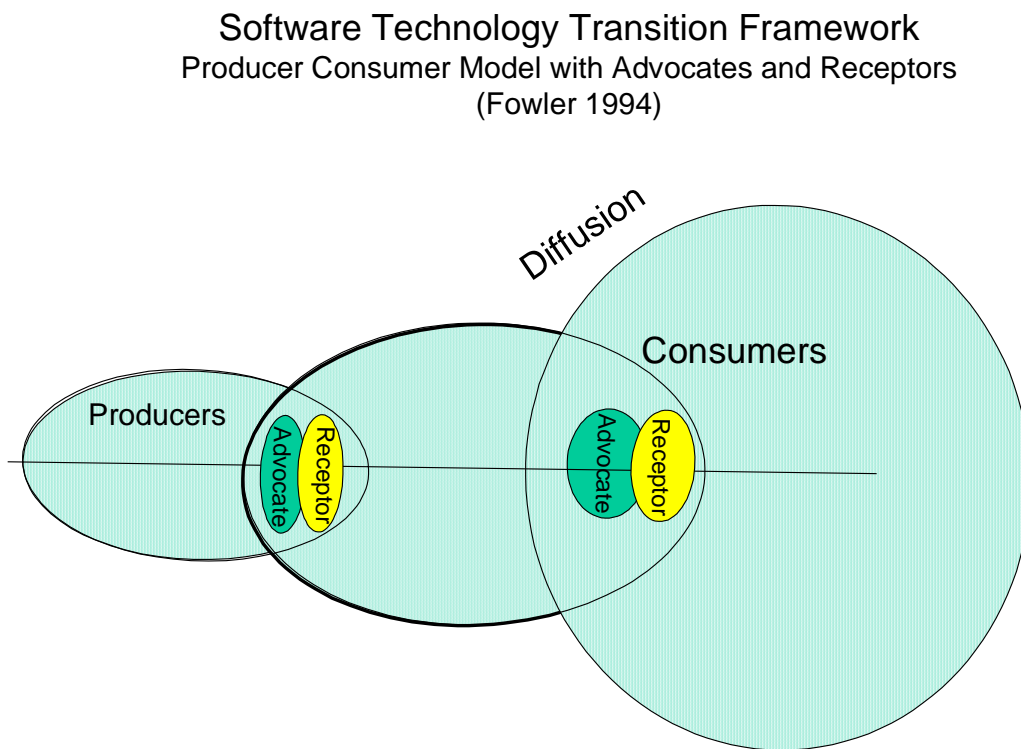 Software Technology Transition Framework
Producer Consumer Model with Advocates and Receptors
(Fowler 1994)
Diffusion
Consumers
Producers
Advocate
Receptor
Advocate
Receptor